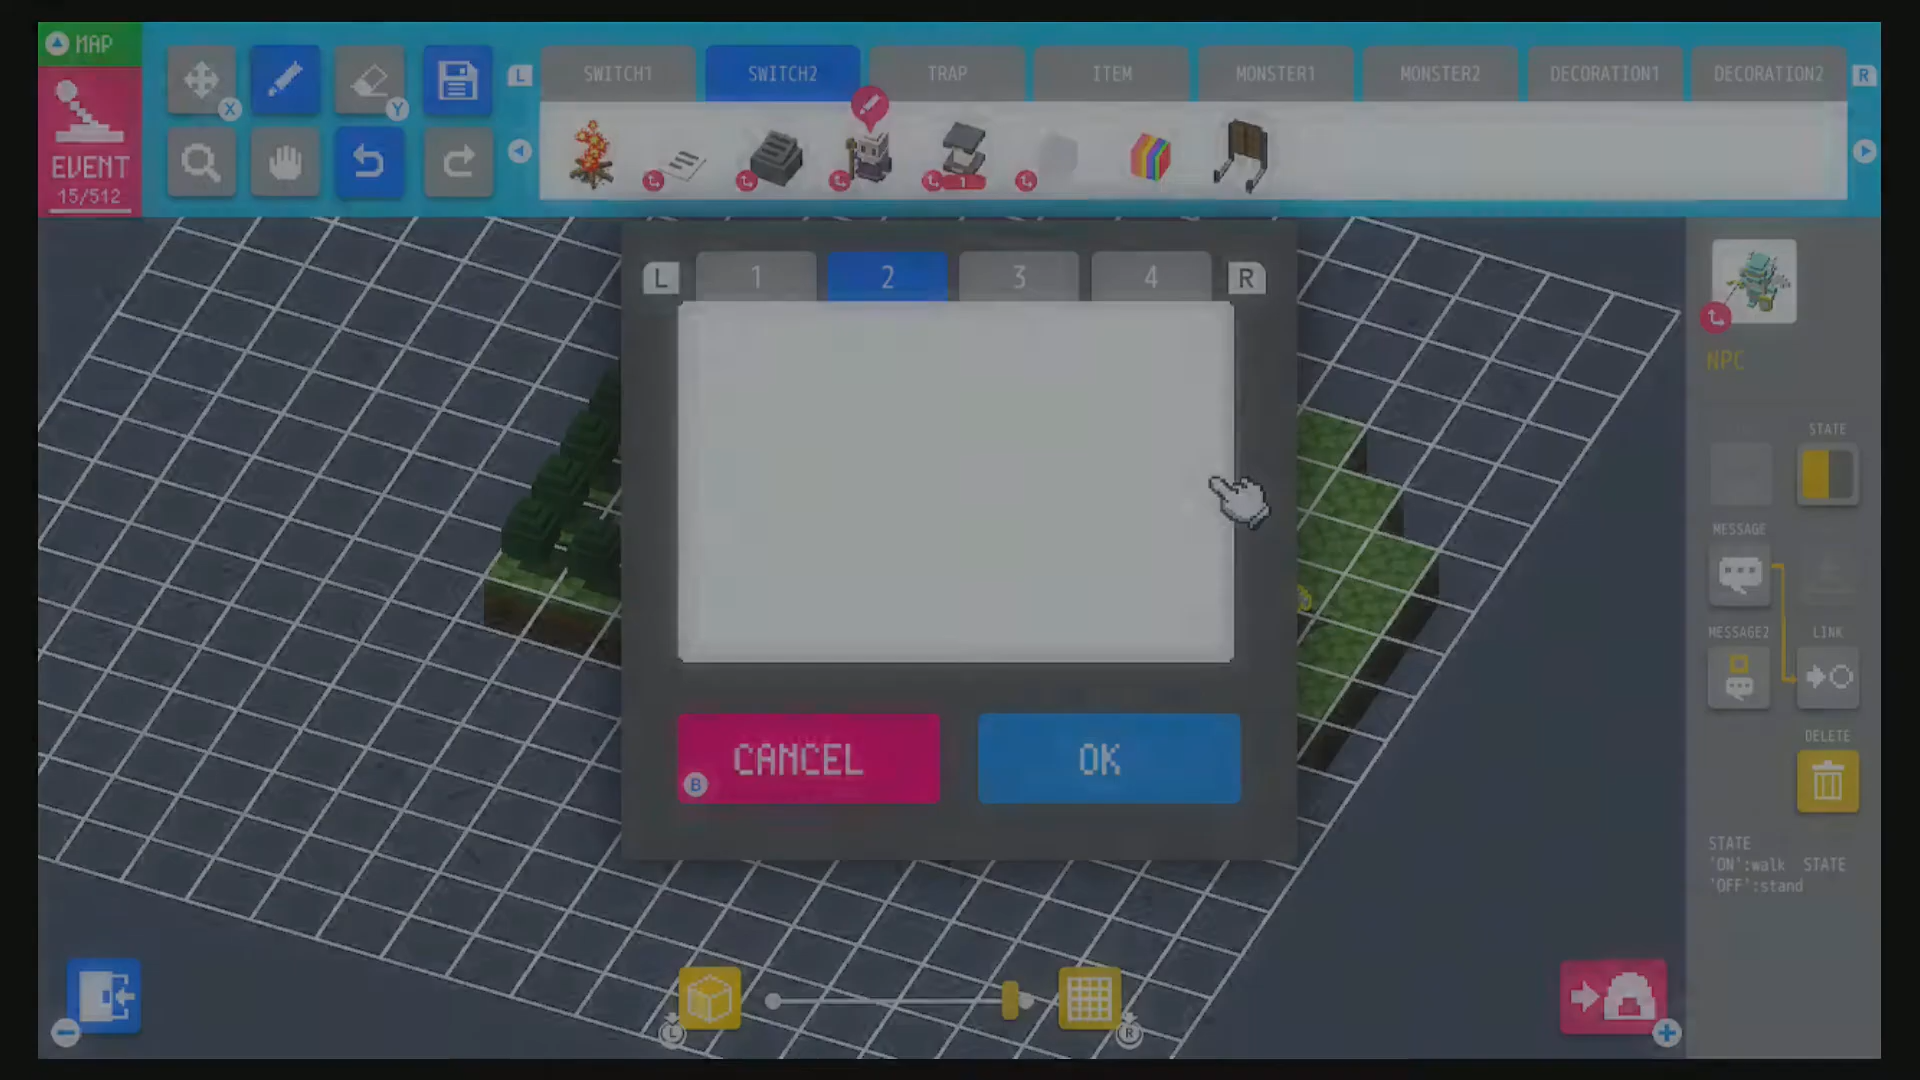 MAP
EVENT
15/512
X
Y
L
SWITCH1
SWITCH2
TRAP
ITEM
MONSTER1
MONSTER2
DECORATION1
DECORATION2
R
1
L
1
2
3
4
R
CANCEL
B
OK
NPC
STATE
MESSAGE
MESSAGE2
LINK
DELETE
STATE
'ON':walk STATE
'OFF':stand
L
R